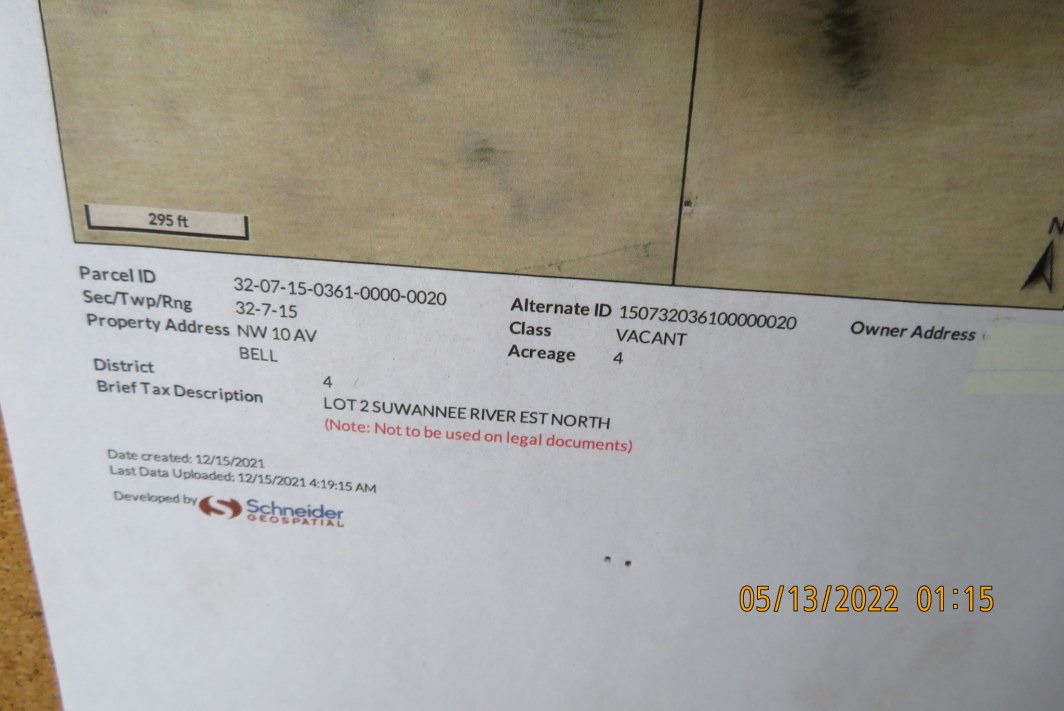 295 ft
N
Parcel ID 32-07-15-0361-0000-0020 Alternate ID 150732036100000020 Owner Address
Sec/Twp/Rng 32-7-15 Class VACANT
Property Address NW 10 AV Acreage 4
BELL
District 4
Brief Tax Description LOT 2 SUWANNEE RIVER EST NORTH
(Note: Not to be used on legal documents)
Date created: 12/15/2021
Last Data Uploaded: 12/15/2021 4:19:15 AM
Developed by Schneider
GEOSPATIAL
05/13/2022 01:15